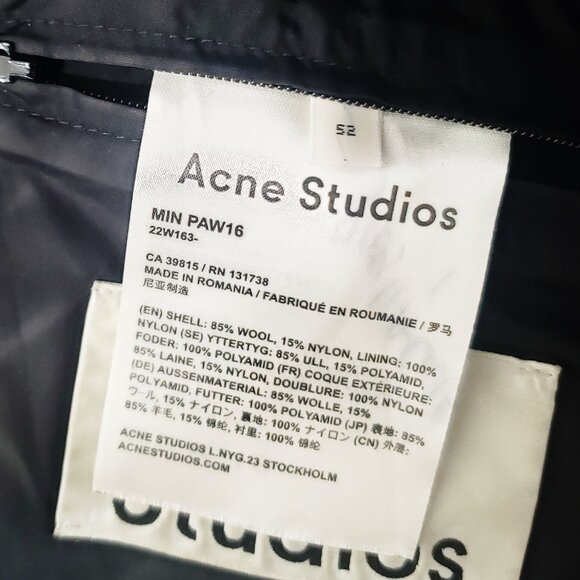 52
Acne Studios
MIN PAW16
22W163-
CA 39815 / RN 131738
MADE IN ROMANIA / FABRIQUÉ EN ROUMANIE / 罗马
尼亚制造
(EN) SHELL: 85% WOOL, 15% NYLON, LINING: 100%
NYLON (SE) YTTERTYG: 85% ULL, 15% POLYAMID,
FODER: 100% POLYAMID (FR) COQUE EXTÉRIEURE:
85% LAINE, 15% NYLON, DOUBLURE: 100% NYLON
(DE) AUSSENMATERIAL: 85% WOLLE, 15%
POLYAMID, FUTTER: 100% POLYAMID (JP) 表地: 85%
ウール, 15% ナイロン, 裏地: 100% ナイロン (CN) 外層:
85% 羊毛, 15% 锦纶, 衬里: 100% 锦纶
ACNE STUDIOS L.NYG.23 STOCKHOLM
ACNESTUDIOS.COM
Studios